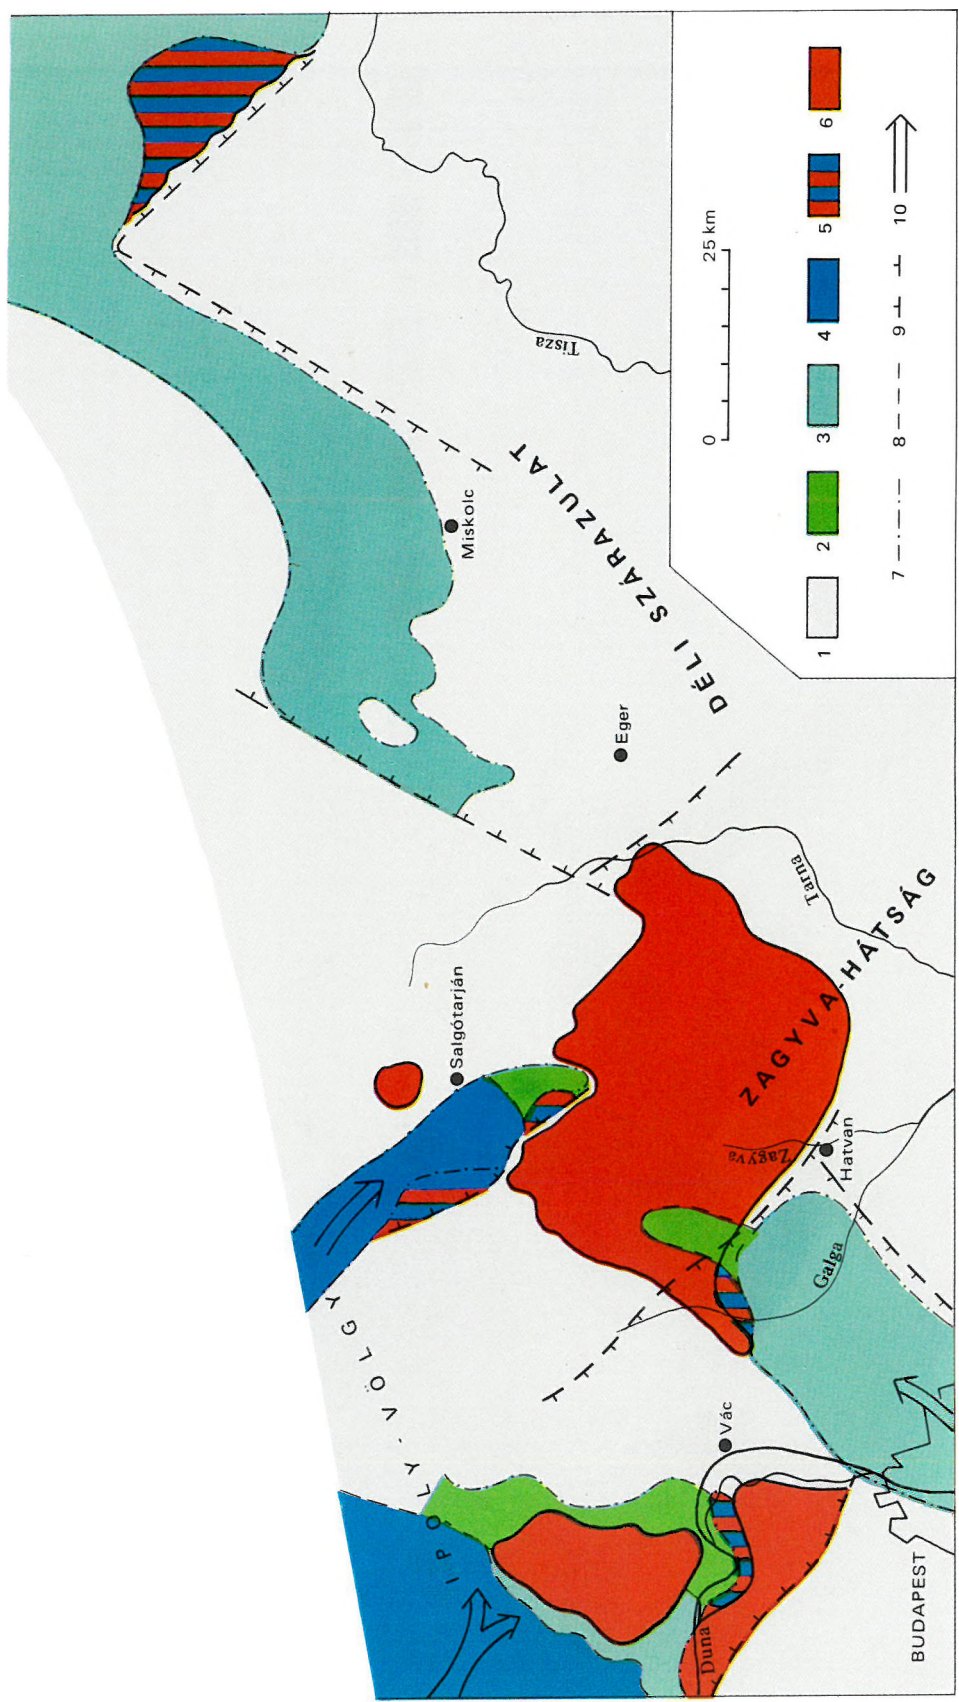 IPOLY-VÖLGY
Salgótarján
Miskolc
Eger
Tisza
DÉLI SZÁRAZULAT
Tarna
ZAGYVA-HÁTSÁG
Zagyva
Hatvan
Galga
Vác
Duna
BUDAPEST
0 25 km
1 2 3 4 5 6
7 8 9 10